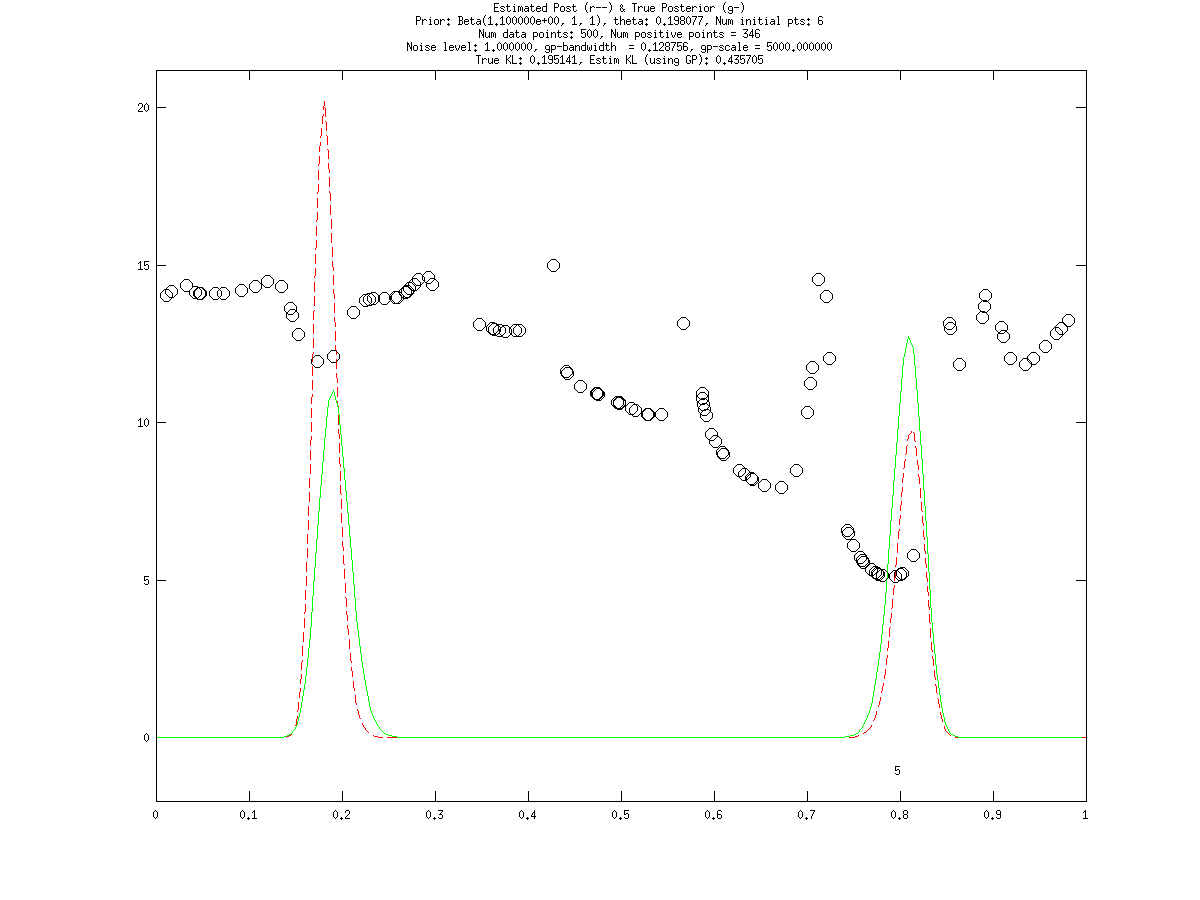 Estimated Post (r--) & True Posterior (g-)
Prior: Beta(1.100000e+00, 1, 1), theta: 0.198077, Num initial pts: 6
Num data points: 500, Num positive points = 346
Noise level: 1.000000, gp-bandwidth  = 0.128756, gp-scale = 5000.000000
True KL: 0.195141, Estim KL (using GP): 0.435705
20
15
10
5
0
5
0 0.1 0.2 0.3 0.4 0.5 0.6 0.7 0.8 0.9 1